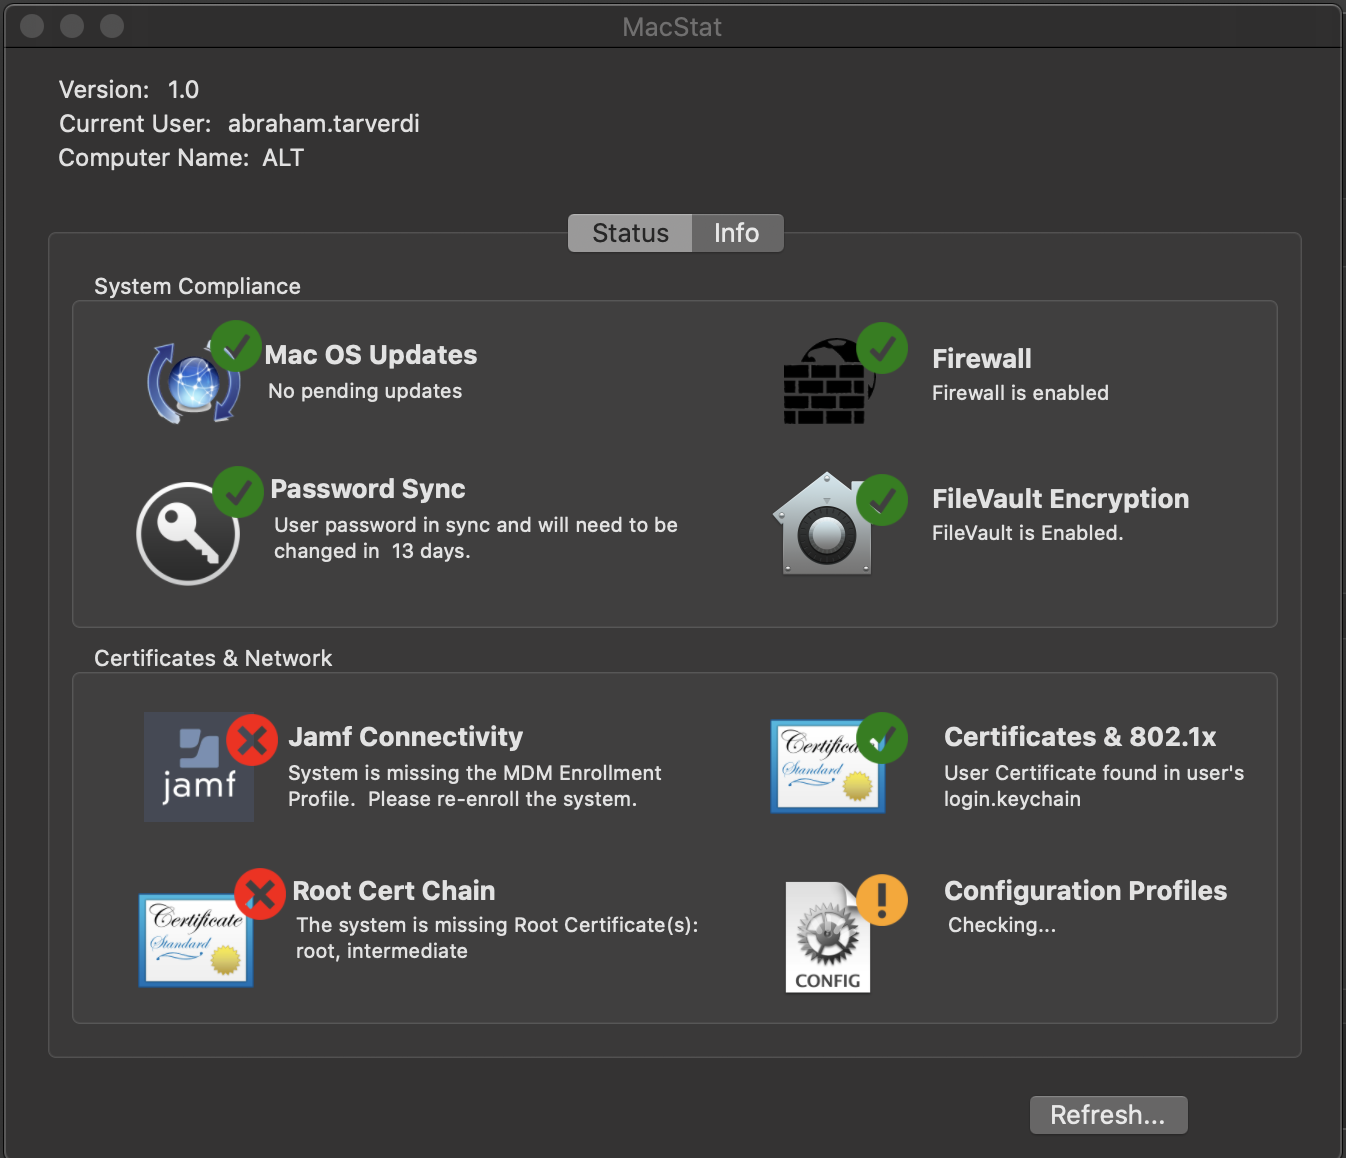 MacStat
Version: 1.0
Current User: abraham.tarverdi
Computer Name: ALT
Status Info
System Compliance
Mac OS Updates
No pending updates
Firewall
Firewall is enabled
Password Sync
User password in sync and will need to be
changed in 13 days.
FileVault Encryption
FileVault is Enabled.
Certificates & Network
jamf
Jamf Connectivity
System is missing the MDM Enrollment
Profile. Please re-enroll the system.
Certificate
Standard
Certificates & 802.1x
User Certificate found in user's
login.keychain
Certificate
Standard
Root Cert Chain
The system is missing Root Certificate(s):
root, intermediate
CONFIG
Configuration Profiles
Checking...
Refresh...